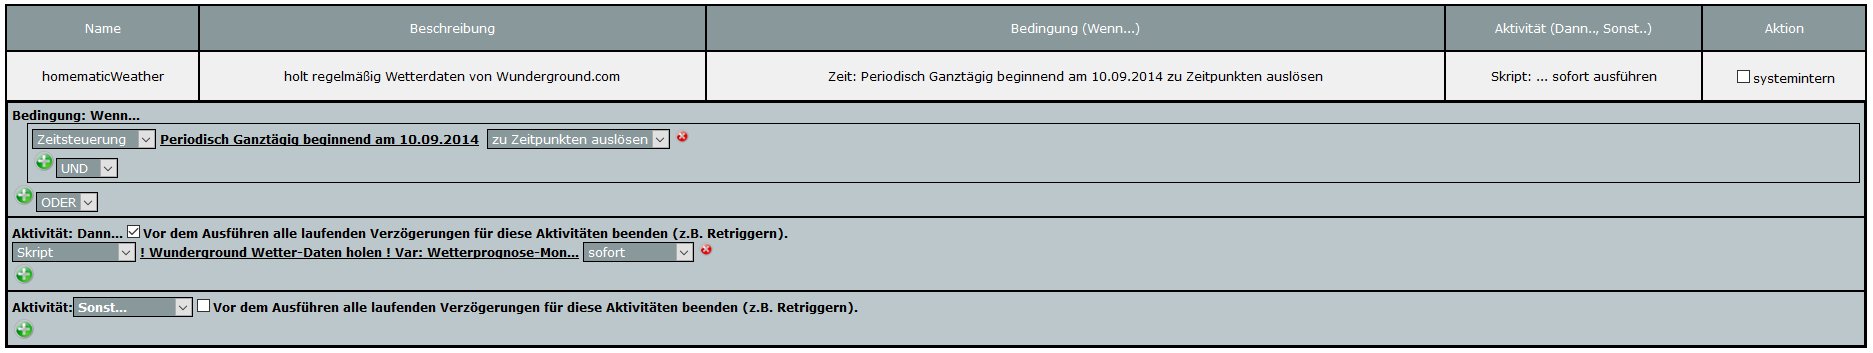 Name Beschreibung Bedingung (Wenn...) Aktivität (Dann.., Sonst..) Aktion
homematicWeather holt regelmäßig Wetterdaten von Wunderground.com Zeit: Periodisch Ganztägig beginnend am 10.09.2014 zu Zeitpunkten auslösen Skript: ... sofort ausführen systemintern
Bedingung: Wenn...
Zeitsteuerung Periodisch Ganztägig beginnend am 10.09.2014 zu Zeitpunkten auslösen
UND
ODER
Aktivität: Dann... Vor dem Ausführen alle laufenden Verzögerungen für diese Aktivitäten beenden (z.B. Retriggern).
Skript ! Wunderground Wetter-Daten holen ! Var: Wetterprognose-Mon... sofort
Aktivität: Sonst... Vor dem Ausführen alle laufenden Verzögerungen für diese Aktivitäten beenden (z.B. Retriggern).